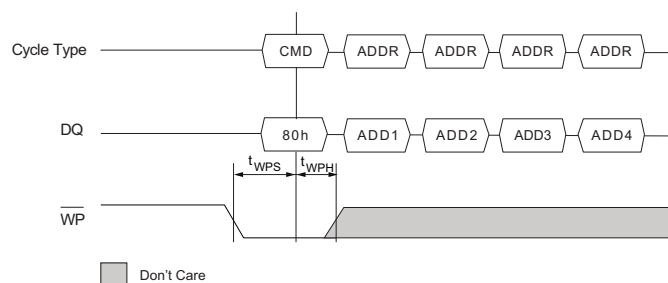 Cycle Type CMD ADDR ADDR ADDR ADDR
DQ 80h ADD1 ADD2 ADD3 ADD4
tWPS tWPH
WP
Don't Care